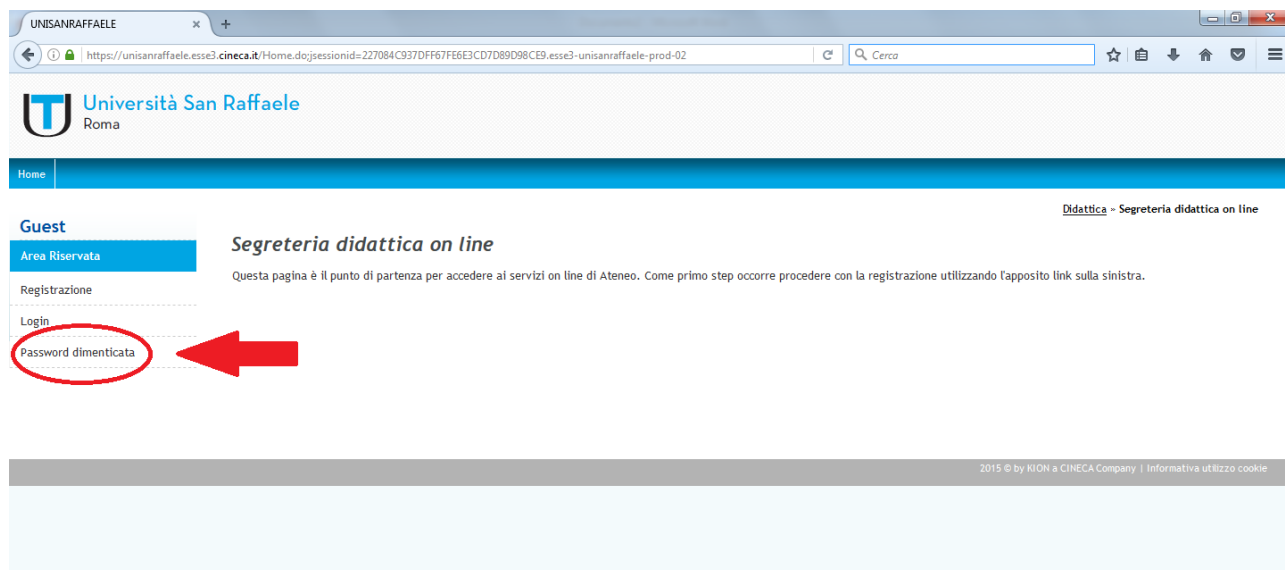 UNISANRAFFAELE
https://unisanraffaele.esse3.cineca.it/Home.do;jsessionid=227084C937DFF67FE6E3CD7D89D98CE9.esse3-unisanraffaele-prod-02
Cerca
Università San Raffaele
Roma
Home
Didattica » Segreteria didattica on line
Guest
Area Riservata
Registrazione
Login
Password dimenticata
Segreteria didattica on line
Questa pagina è il punto di partenza per accedere ai servizi on line di Ateneo. Come primo step occorre procedere con la registrazione utilizzando l'apposito link sulla sinistra.
2015 © by KION a CINECA Company | Informativa utilizzo cookie